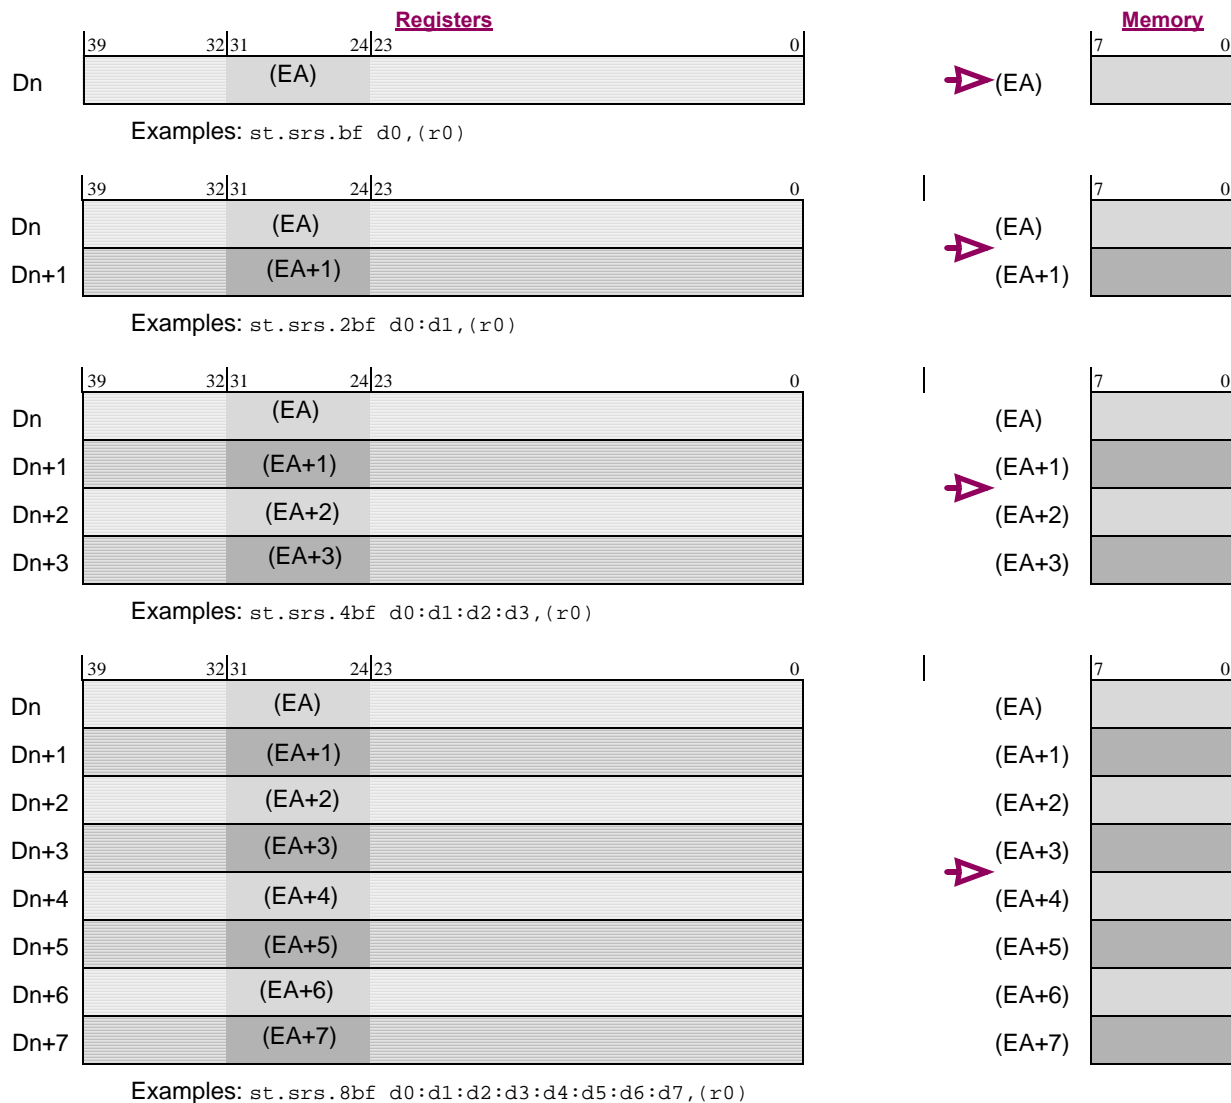 Registers Memory
39 32 31 24 23 0 7 0
Dn (EA) (EA)
Examples: st.srs.bf d0,(r0)
39 32 31 24 23 0 7 0
Dn (EA) (EA)
Dn+1 (EA+1) (EA+1)
Examples: st.srs.2bf d0:d1,(r0)
39 32 31 24 23 0 7 0
Dn (EA) (EA)
Dn+1 (EA+1) (EA+1)
Dn+2 (EA+2) (EA+2)
Dn+3 (EA+3) (EA+3)
Examples: st.srs.4bf d0:d1:d2:d3,(r0)
39 32 31 24 23 0 7 0
Dn (EA) (EA)
Dn+1 (EA+1) (EA+1)
Dn+2 (EA+2) (EA+2)
Dn+3 (EA+3) (EA+3)
Dn+4 (EA+4) (EA+4)
Dn+5 (EA+5) (EA+5)
Dn+6 (EA+6) (EA+6)
Dn+7 (EA+7) (EA+7)
Examples: st.srs.8bf d0:d1:d2:d3:d4:d5:d6:d7,(r0)